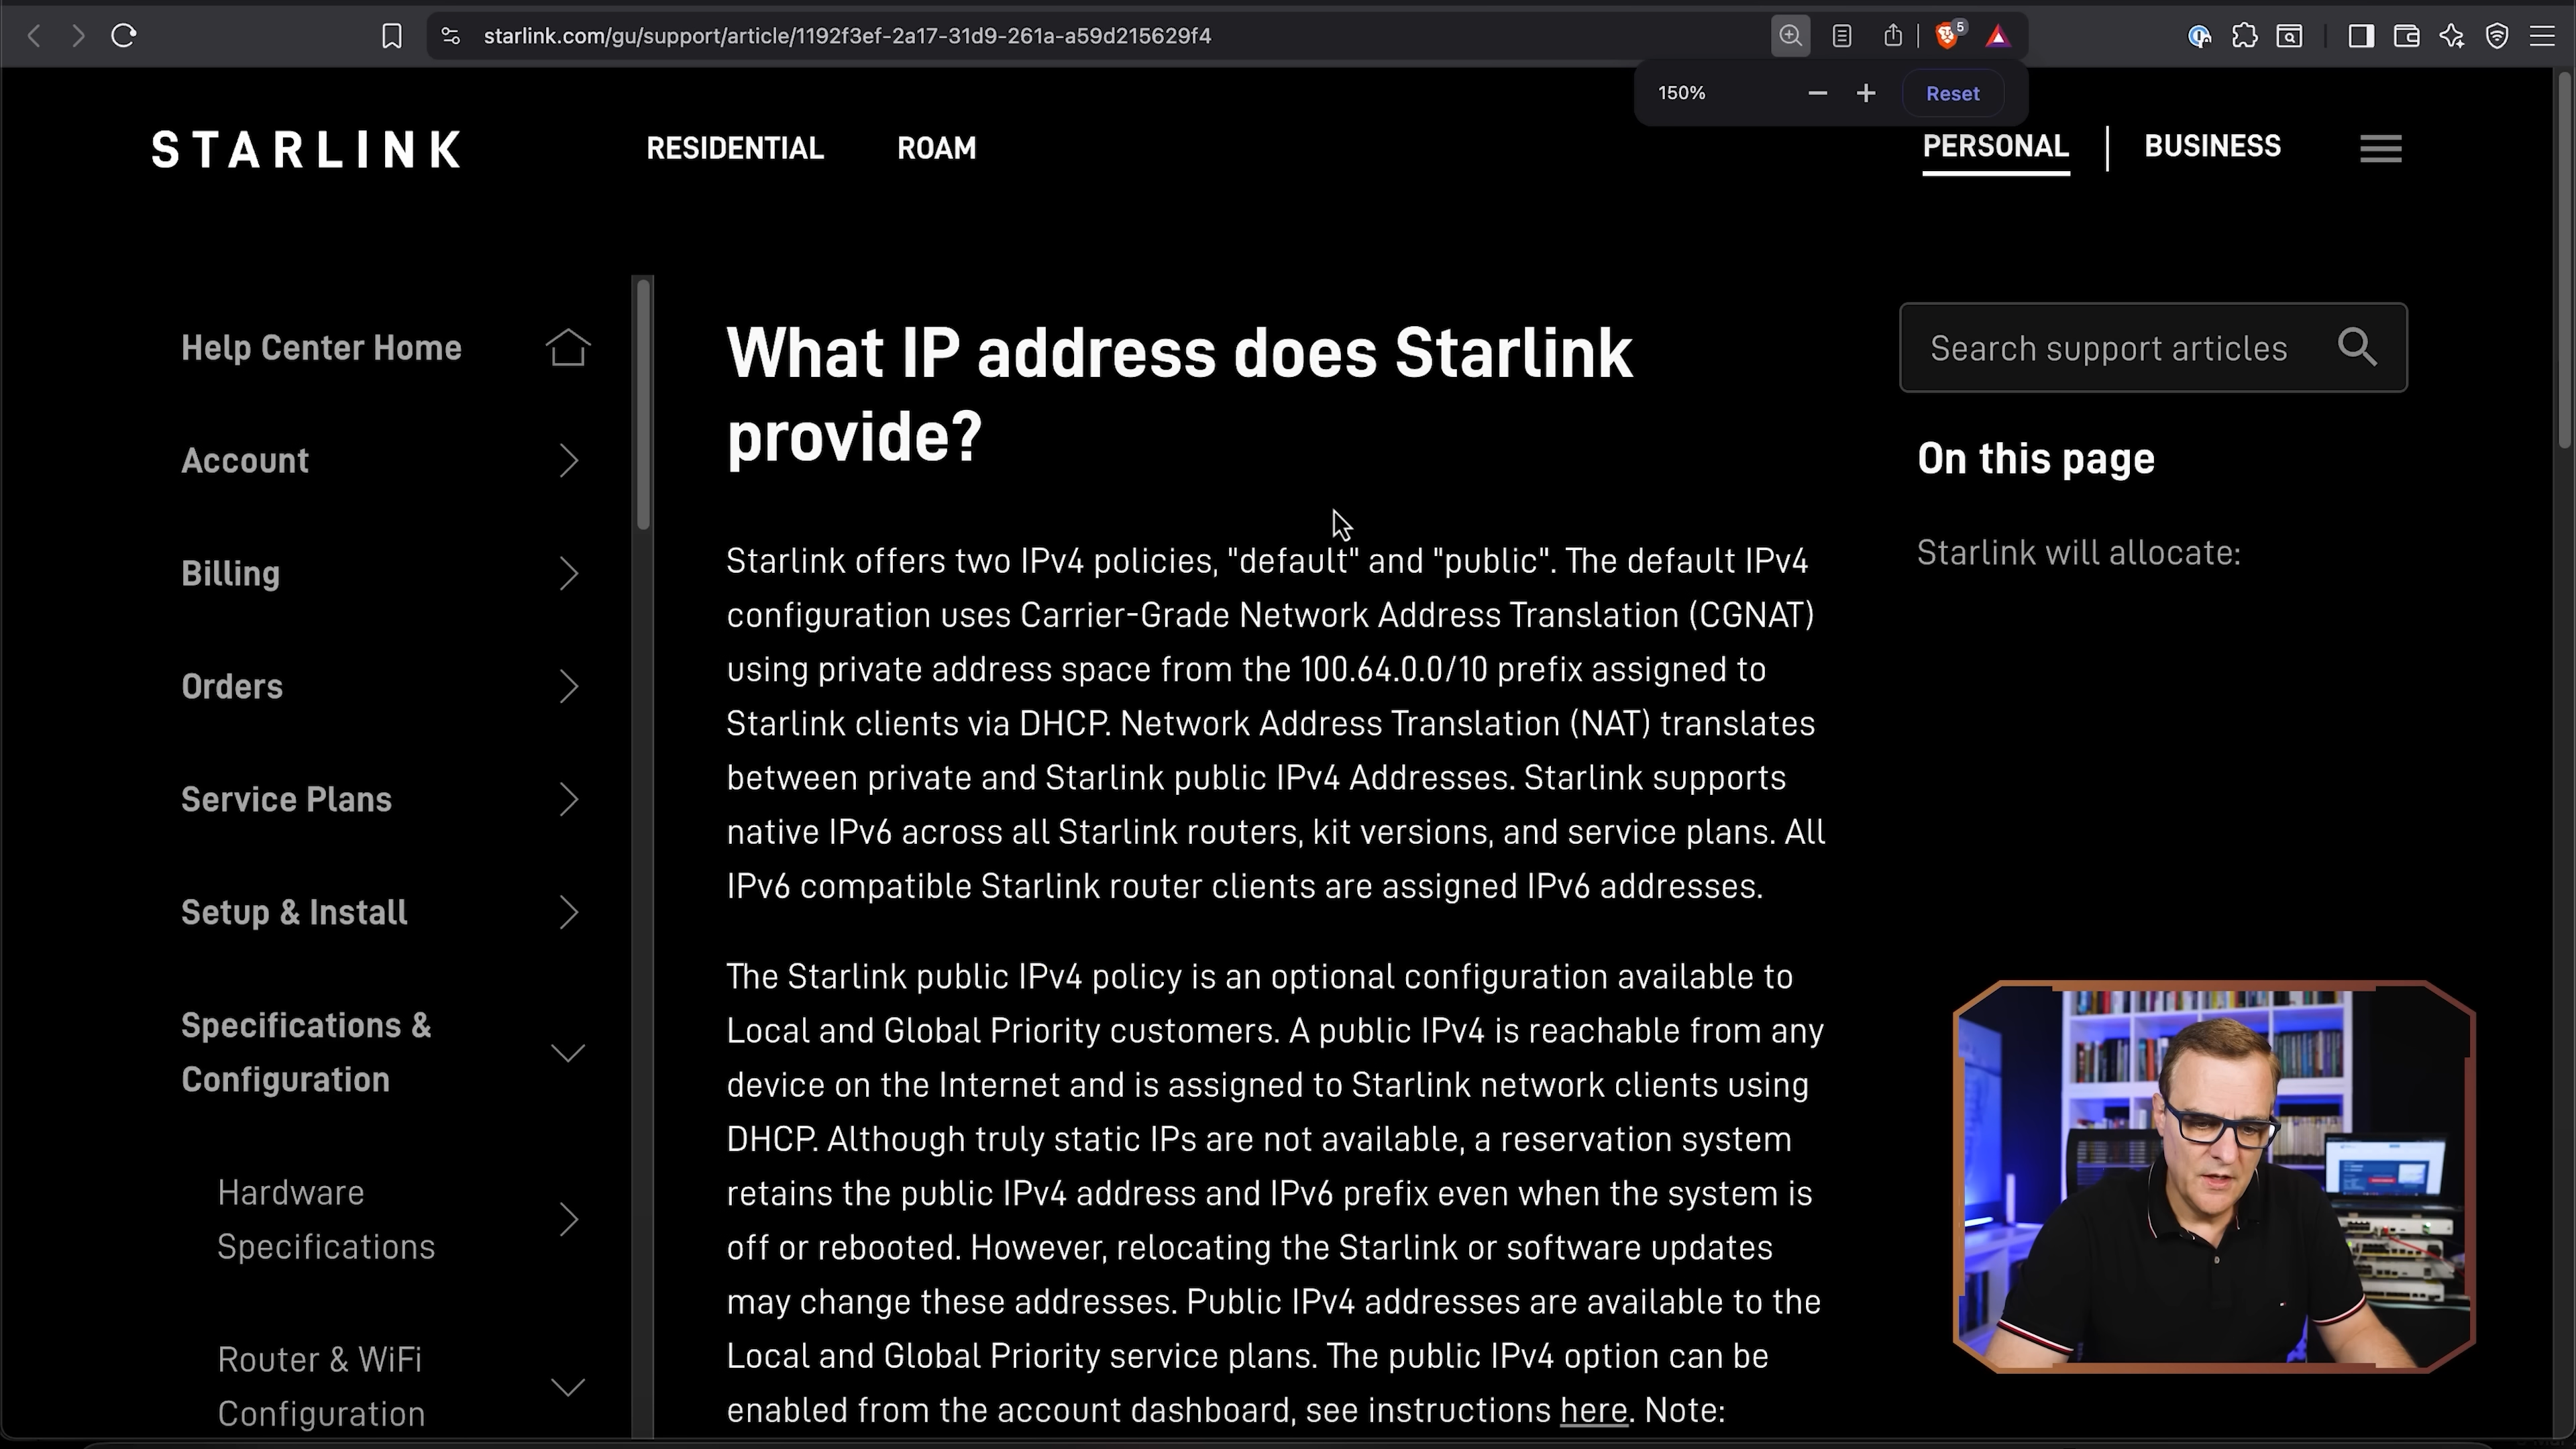 starlink.com/gu/support/article/1192f3ef-2a17-31d9-261a-a59d215629f4
5
150%
Reset
STARLINK
RESIDENTIAL
ROAM
PERSONAL
BUSINESS
Help Center Home
Account
Billing
Orders
Service Plans
Setup & Install
Specifications &
Configuration
Hardware
Specifications
Router & WiFi
Configuration
What IP address does Starlink
provide?
Starlink offers two IPv4 policies, "default" and "public". The default IPv4
configuration uses Carrier-Grade Network Address Translation (CGNAT)
using private address space from the 100.64.0.0/10 prefix assigned to
Starlink clients via DHCP. Network Address Translation (NAT) translates
between private and Starlink public IPv4 Addresses. Starlink supports
native IPv6 across all Starlink routers, kit versions, and service plans. All
IPv6 compatible Starlink router clients are assigned IPv6 addresses.
The Starlink public IPv4 policy is an optional configuration available to
Local and Global Priority customers. A public IPv4 is reachable from any
device on the Internet and is assigned to Starlink network clients using
DHCP. Although truly static IPs are not available, a reservation system
retains the public IPv4 address and IPv6 prefix even when the system is
off or rebooted. However, relocating the Starlink or software updates
may change these addresses. Public IPv4 addresses are available to the
Local and Global Priority service plans. The public IPv4 option can be
enabled from the account dashboard, see instructions here. Note:
Search support articles
On this page
Starlink will allocate: